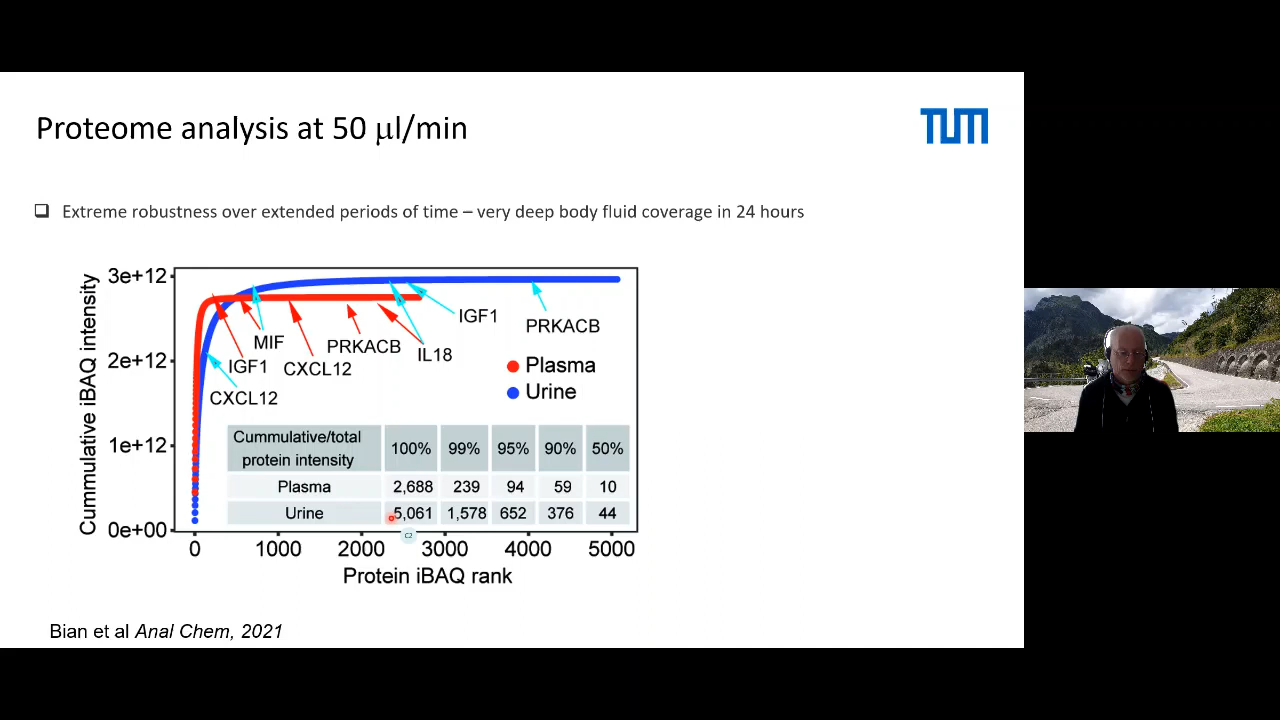 Proteome analysis at 50 μl/min
TUM
Extreme robustness over extended periods of time – very deep body fluid coverage in 24 hours
Cummulative iBAQ intensity
3e+12
2e+12
1e+12
0e+00
IGF1
MIF
CXCL12
CXCL12
PRKACB
IL18
IGF1
PRKACB
Plasma
Urine
Cummulative/total protein intensity 100% 99% 95% 90% 50%
Plasma 2,688 239 94 59 10
Urine 5,061 1,578 652 376 44
0 1000 2000 3000 4000 5000
Protein iBAQ rank
Bian et al Anal Chem, 2021